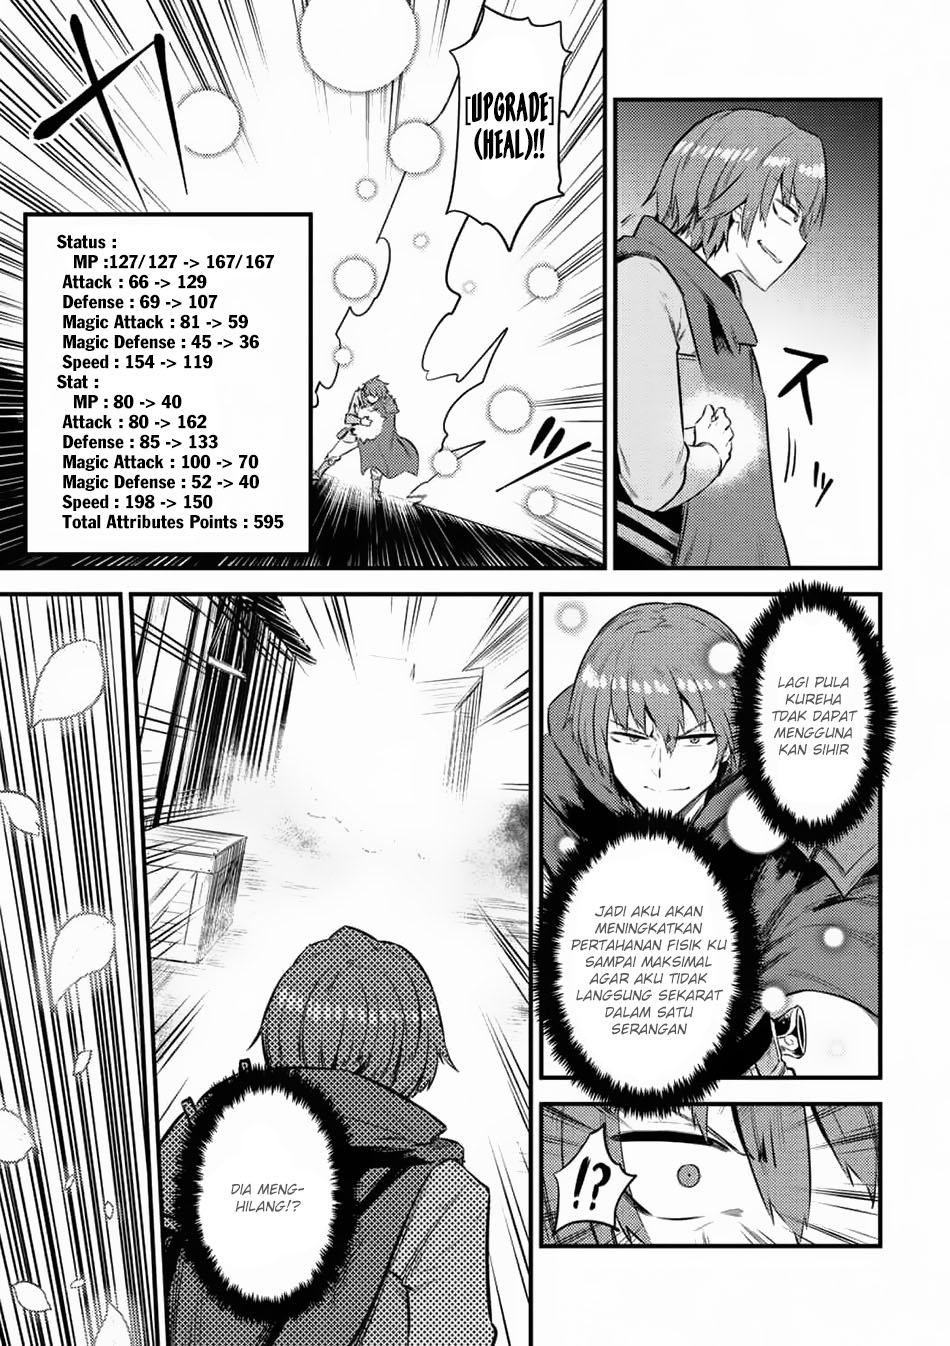 ス
[UPGRADE]
(HEAL)!!
カ
ッ
Status :
MP :127/127 -> 167/167
Attack : 66 -> 129
Defense : 69 -> 107
Magic Attack : 81 -> 59
Magic Defense : 45 -> 36
Speed : 154 -> 119
Stat :
MP : 80 -> 40
Attack : 80 -> 162
Defense : 85 -> 133
Magic Attack : 100 -> 70
Magic Defense : 52 -> 40
Speed : 198 -> 150
Total Attributes Points : 595
LAGI PULA
KUREHA
TDAK DAPAT
MENGGUNA
KAN SIHIR
JADI AKU AKAN
MENINGKATKAN
PERTAHANAN FISIK KU
SAMPAI MAKSIMAL
AGAR AKU TIDAK
LANGSUNG SEKARAT
DALAM SATU
SERANGAN
!?
DIA MENG-
HILANG!?